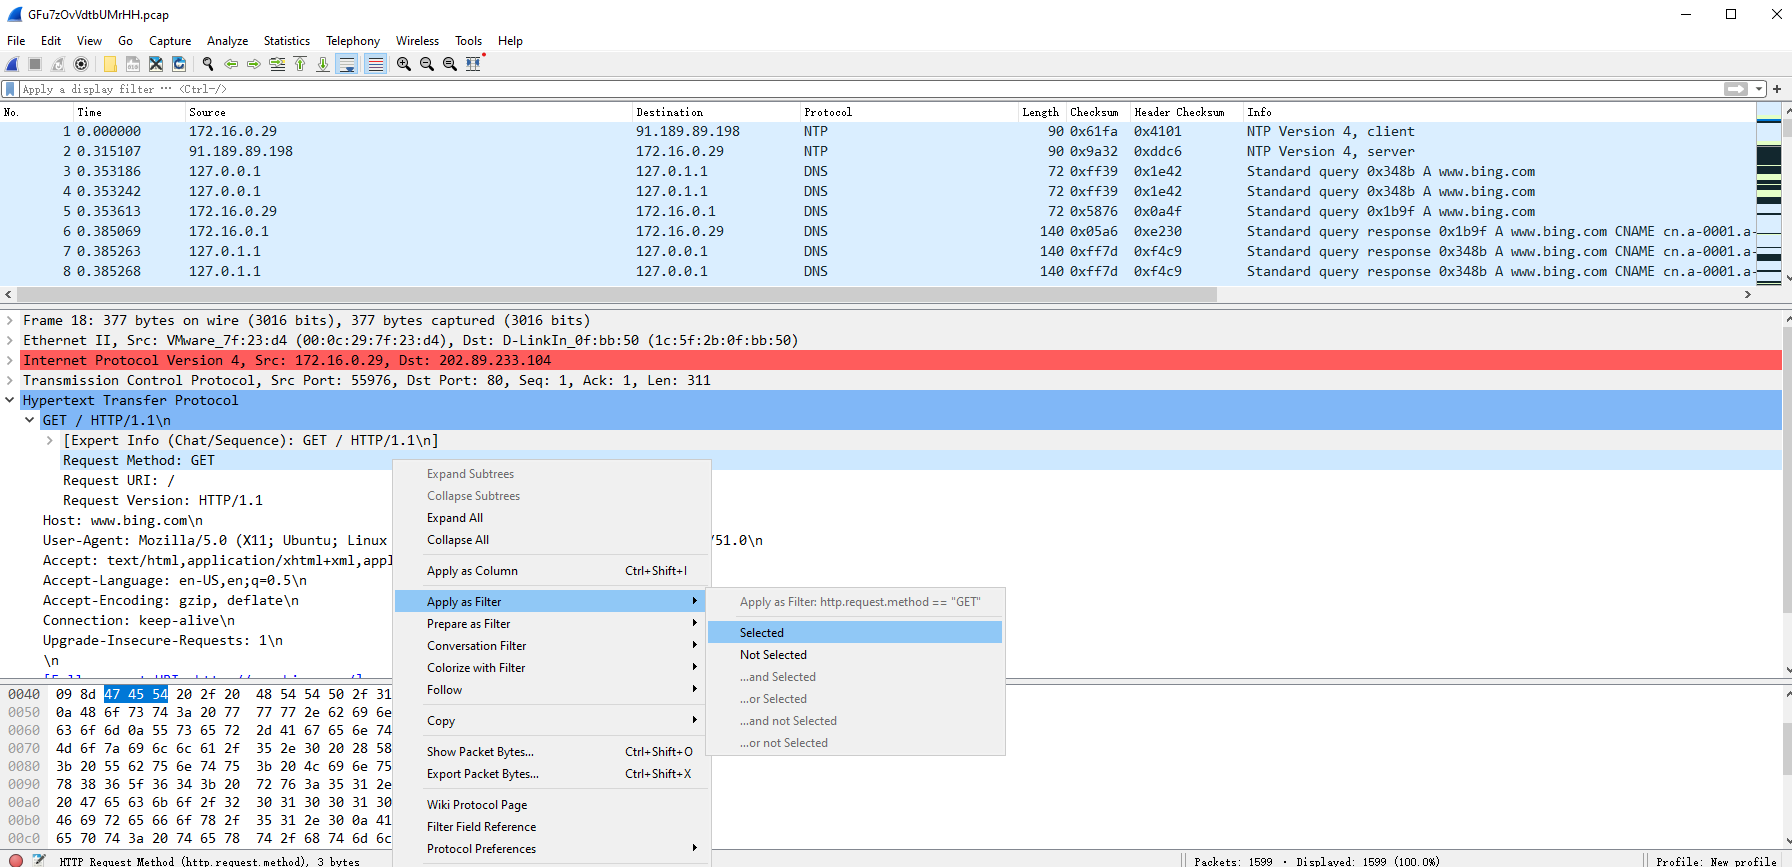 GFu7zOvVdtbUMrHH.pcap
File Edit View Go Capture Analyze Statistics Telephony Wireless Tools Help
Apply a display filter ··· <Ctrl-/>
No. Time Source Destination Protocol Length Checksum Header Checksum Info
1 0.000000 172.16.0.29 91.189.89.198 NTP 90 0x61fa 0x4101 NTP Version 4, client
2 0.315107 91.189.89.198 172.16.0.29 NTP 90 0x9a32 0xddc6 NTP Version 4, server
3 0.353186 127.0.0.1 127.0.1.1 DNS 72 0xff39 0x1e42 Standard query 0x348b A www.bing.com
4 0.353242 127.0.0.1 127.0.1.1 DNS 72 0xff39 0x1e42 Standard query 0x348b A www.bing.com
5 0.353613 172.16.0.29 172.16.0.1 DNS 72 0x5876 0x0a4f Standard query 0x1b9f A www.bing.com
6 0.385069 172.16.0.1 172.16.0.29 DNS 140 0x05a6 0xe230 Standard query response 0x1b9f A www.bing.com CNAME cn.a-0001.a-
7 0.385263 127.0.1.1 127.0.0.1 DNS 140 0xff7d 0xf4c9 Standard query response 0x348b A www.bing.com CNAME cn.a-0001.a-
8 0.385268 127.0.1.1 127.0.0.1 DNS 140 0xff7d 0xf4c9 Standard query response 0x348b A www.bing.com CNAME cn.a-0001.a-
Frame 18: 377 bytes on wire (3016 bits), 377 bytes captured (3016 bits)
Ethernet II, Src: VMware_7f:23:d4 (00:0c:29:7f:23:d4), Dst: D-LinkIn_0f:bb:50 (1c:5f:2b:0f:bb:50)
Internet Protocol Version 4, Src: 172.16.0.29, Dst: 202.89.233.104
Transmission Control Protocol, Src Port: 55976, Dst Port: 80, Seq: 1, Ack: 1, Len: 311
Hypertext Transfer Protocol
GET / HTTP/1.1\n
[Expert Info (Chat/Sequence): GET / HTTP/1.1\n]
Request Method: GET
Request URI: /
Request Version: HTTP/1.1
Host: www.bing.com\n
User-Agent: Mozilla/5.0 (X11; Ubuntu; Linux /51.0\n
Accept: text/html,application/xhtml+xml,appl
Accept-Language: en-US,en;q=0.5\n
Accept-Encoding: gzip, deflate\n
Connection: keep-alive\n
Upgrade-Insecure-Requests: 1\n
\n
Expand Subtrees
Collapse Subtrees
Expand All
Collapse All
Apply as Column Ctrl+Shift+I
Apply as Filter
Prepare as Filter
Conversation Filter
Colorize with Filter
Follow
Copy
Show Packet Bytes... Ctrl+Shift+O
Export Packet Bytes... Ctrl+Shift+X
Wiki Protocol Page
Filter Field Reference
Protocol Preferences
Apply as Filter: http.request.method == "GET"
Selected
Not Selected
...and Selected
...or Selected
...and not Selected
...or not Selected
0040 09 8d 47 45 54 20 2f 20 48 54 54 50 2f 31
0050 0a 48 6f 73 74 3a 20 77 77 77 2e 62 69 6e
0060 63 6f 6d 0a 55 73 65 72 2d 41 67 65 6e 74
0070 4d 6f 7a 69 6c 6c 61 2f 35 2e 30 20 28 58
0080 3b 20 55 62 75 6e 74 75 3b 20 4c 69 6e 75
0090 78 38 36 5f 36 34 3b 20 72 76 3a 35 31 2e
00a0 20 47 65 63 6b 6f 2f 32 30 31 30 30 31 30
00b0 46 69 72 65 66 6f 78 2f 35 31 2e 30 0a 41
00c0 65 70 74 3a 20 74 65 78 74 2f 68 74 6d 6c
HTTP Request Method (http.request.method), 3 bytes
Packets: 1599 · Displayed: 1599 (100.0%)
Profile: New profile